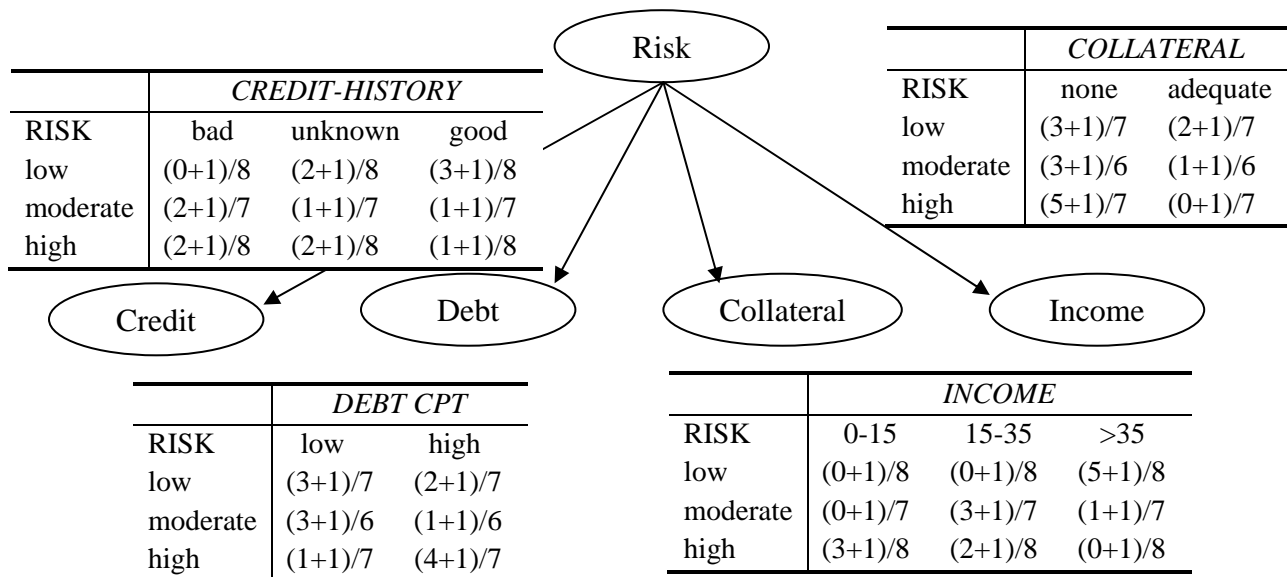 Risk
CREDIT-HISTORY
RISK bad unknown good
low (0+1)/8 (2+1)/8 (3+1)/8
moderate (2+1)/7 (1+1)/7 (1+1)/7
high (2+1)/8 (2+1)/8 (1+1)/8
COLLATERAL
RISK none adequate
low (3+1)/7 (2+1)/7
moderate (3+1)/6 (1+1)/6
high (5+1)/7 (0+1)/7
Credit
Debt
Collateral
Income
DEBT CPT
RISK low high
low (3+1)/7 (2+1)/7
moderate (3+1)/6 (1+1)/6
high (1+1)/7 (4+1)/7
INCOME
RISK 0-15 15-35 >35
low (0+1)/8 (0+1)/8 (5+1)/8
moderate (0+1)/7 (3+1)/7 (1+1)/7
high (3+1)/8 (2+1)/8 (0+1)/8